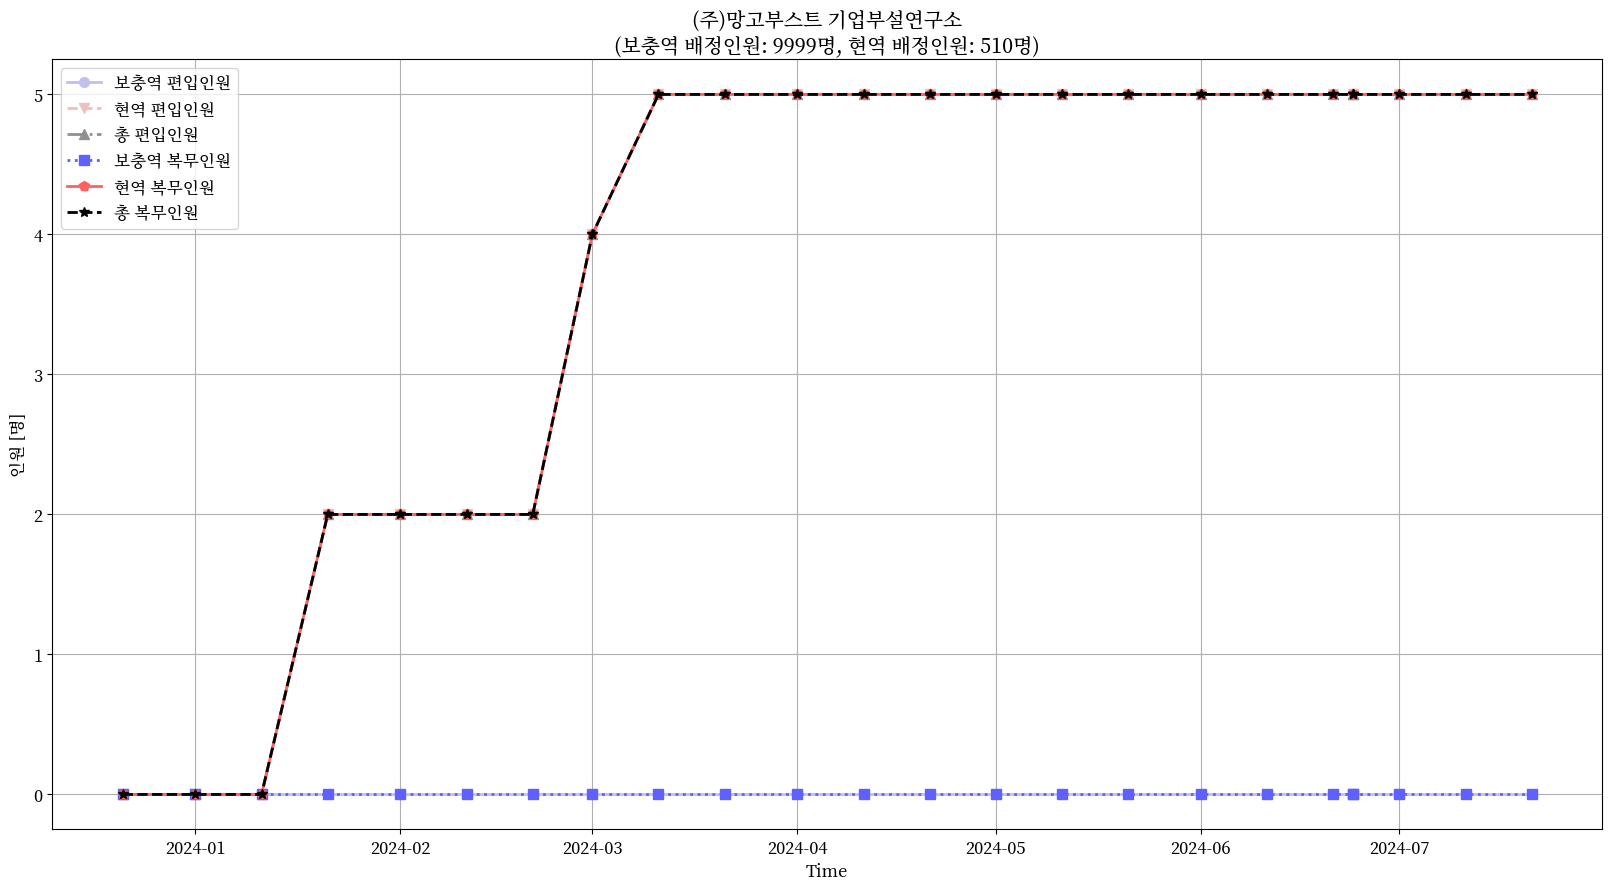 (주)망고부스트 기업부설연구소
(보충역 배정인원: 9999명, 현역 배정인원: 510명)
보충역 편입인원
현역 편입인원
총 편입인원
보충역 복무인원
현역 복무인원
총 복무인원
5
4
3
2
1
0
인원 [명]
2024-01 2024-02 2024-03 2024-04 2024-05 2024-06 2024-07
Time